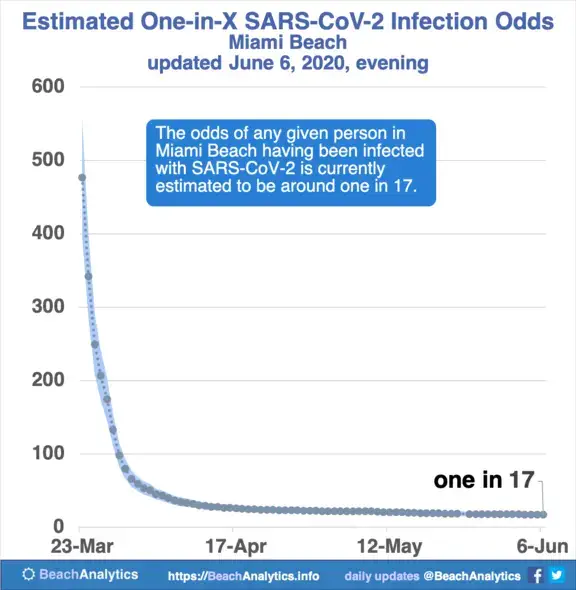 Estimated One-in-X SARS-CoV-2 Infection Odds
Miami Beach
updated June 6, 2020, evening
600
The odds of any given person in
Miami Beach having been infected
with SARS-CoV-2 is currently
estimated to be around one in 17.
500
400
300
200
100
one in 17
0
23-Mar
17-Apr
12-May
6-Jun
BeachAnalytics
https://BeachAnalytics.info
daily updates @BeachAnalytics